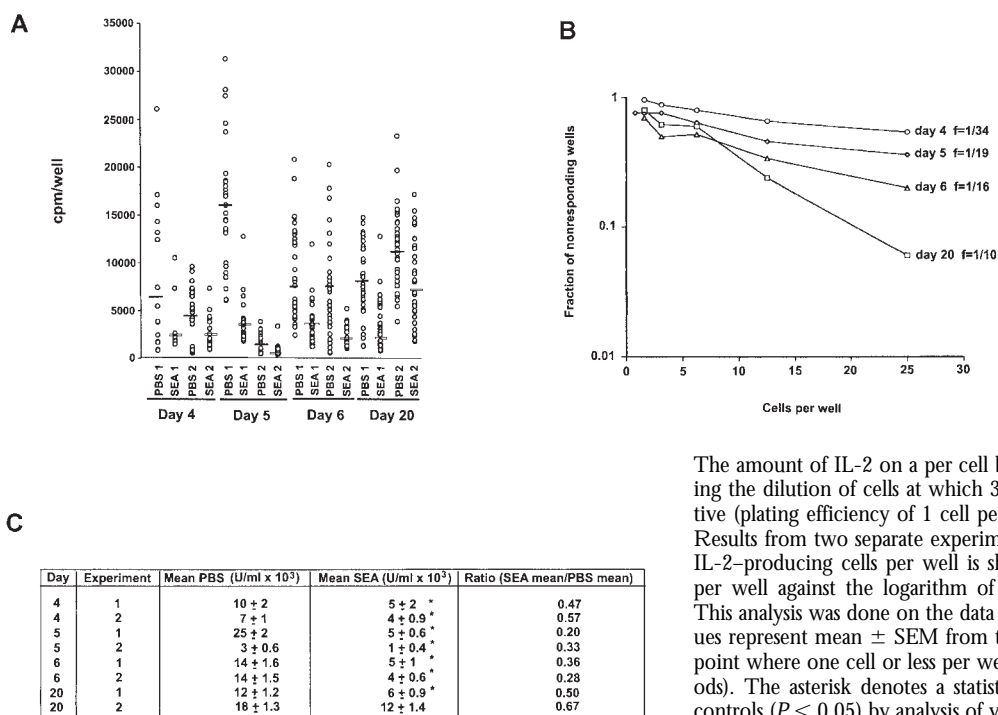 A
35000
30000
25000
20000
15000
10000
5000
0
cpm/well
PBS 1 SEA 1 PBS 2 SEA 2 PBS 1 SEA 1 PBS 2 SEA 2 PBS 1 SEA 1 PBS 2 SEA 2 PBS 1 SEA 1 PBS 2 SEA 2
Day 4 Day 5 Day 6 Day 20
B
1
0.1
0.01
Fraction of nonresponding wells
day 4 f=1/34
day 5 f=1/19
day 6 f=1/16
day 20 f=1/10
0 5 10 15 20 25 30
Cells per well
The amount of IL-2 on a per cell b
ing the dilution of cells at which 3
tive (plating efficiency of 1 cell pe
Results from two separate experim
IL-2–producing cells per well is sh
per well against the logarithm of
This analysis was done on the data
ues represent mean ± SEM from t
point where one cell or less per we
ods). The asterisk denotes a statist
controls (P < 0.05) by analysis of v
C
Day Experiment Mean PBS (U/ml x 10³) Mean SEA (U/ml x 10³) Ratio (SEA mean/PBS mean)
4 1 10 ± 2 5 ± 2 * 0.47
4 2 7 ± 1 4 ± 0.9 * 0.57
5 1 25 ± 2 5 ± 0.6 * 0.20
5 2 3 ± 0.6 1 ± 0.4 * 0.33
6 1 14 ± 1.6 5 ± 1 * 0.36
6 2 14 ± 1.5 4 ± 0.6 * 0.28
20 1 12 ± 1.2 6 ± 0.9 * 0.50
20 2 18 ± 1.3 12 ± 1.4 0.67